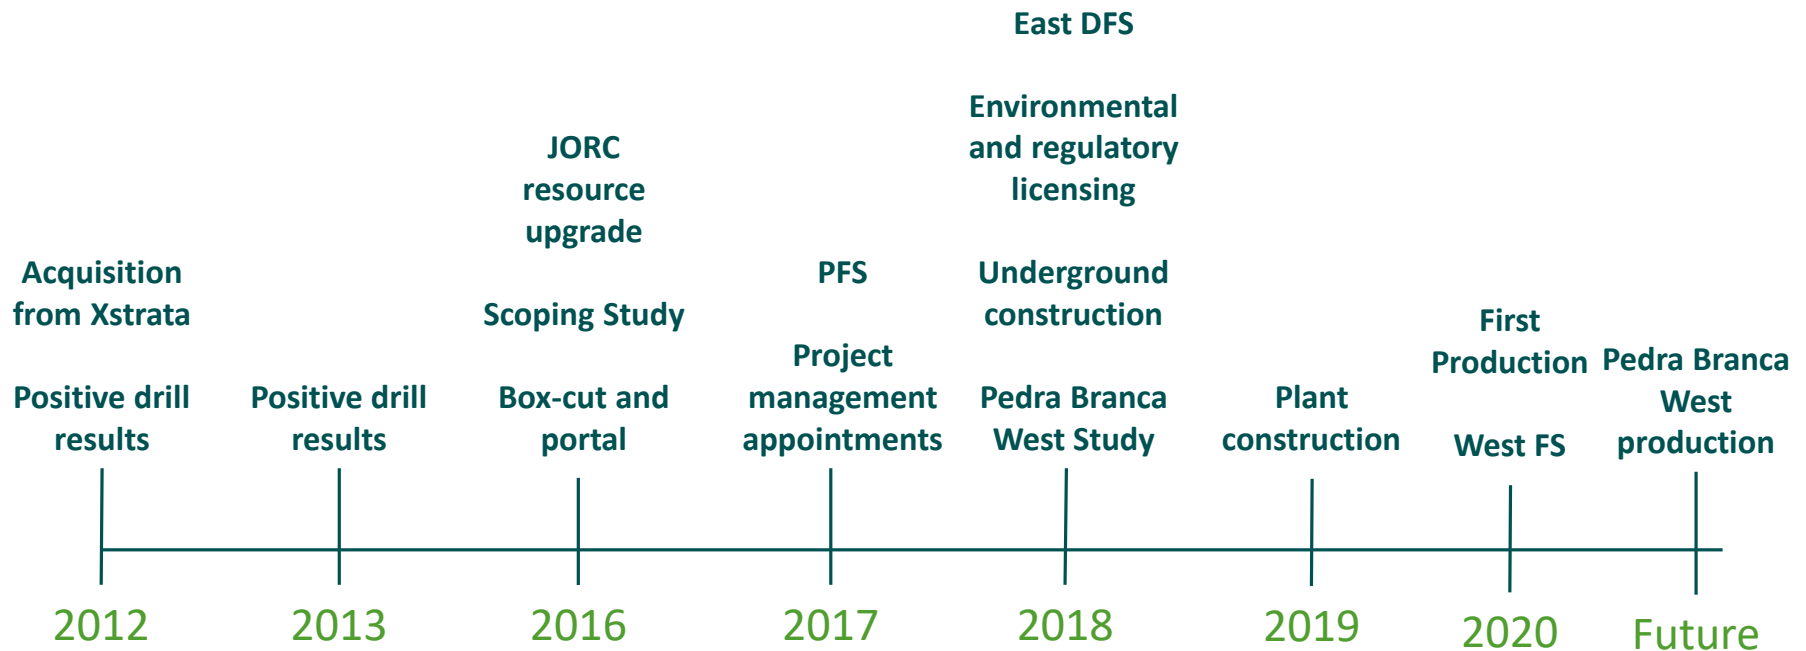 Acquisition
from Xstrata
Positive drill
results
2012
Positive drill
results
2013
JORC
resource
upgrade
Scoping Study
Box-cut and
portal
2016
PFS
Project
management
appointments
2017
East DFS
Environmental
and regulatory
licensing
Underground
construction
Pedra Branca
West Study
2018
Plant
construction
2019
First
Production
West FS
2020
Pedra Branca
West
production
Future